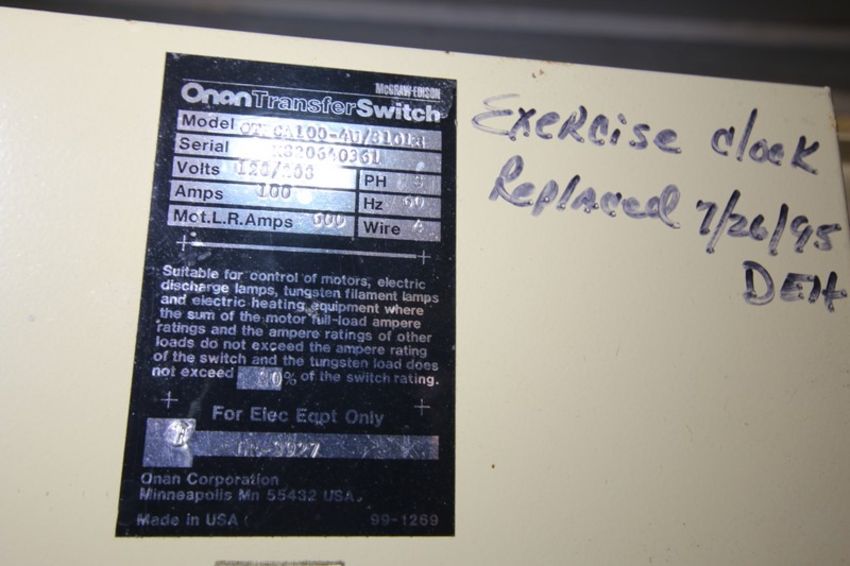 McGRAW-EDISON
Onan Transfer Switch
Model
Serial
Volts
PH
Amps 100
Hz 60
Mot.L.R.Amps 600
Wire 4
Suitable for control of motors, electric
discharge lamps, tungsten filament lamps
and electric heating equipment where
the sum of the motor full-load ampere
ratings and the ampere ratings of other
loads do not exceed the ampere rating
of the switch and the tungsten load does
not exceed % of the switch rating.
For Elec Eqpt Only
Onan Corporation
Minneapolis Mn 55432 USA.
Made in USA
99-1269
Exercise clock
Replaced 7/26/95
DEH